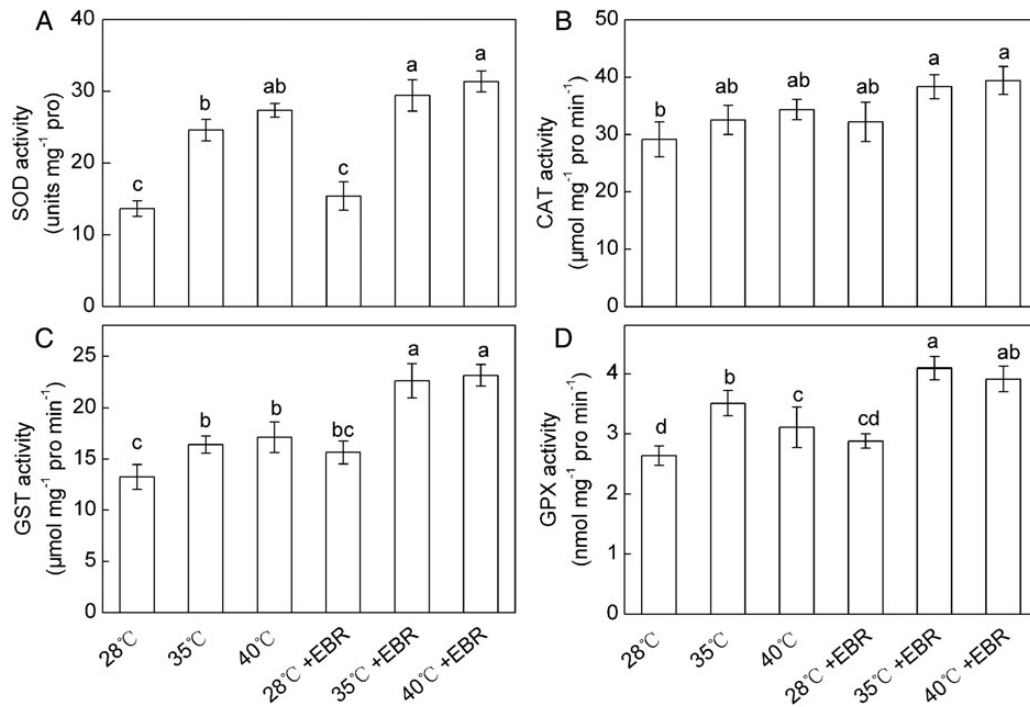 A
SOD activity
(units mg⁻¹ pro)
40
30
20
10
0
c
b
ab
c
a
a
B
CAT activity
(μmol mg⁻¹ pro min⁻¹)
50
40
30
20
10
0
b
ab
ab
ab
a
a
C
GST activity
(μmol mg⁻¹ pro min⁻¹)
25
20
15
10
5
0
c
b
b
bc
a
a
28℃
35℃
40℃
28℃ +EBR
35℃ +EBR
40℃ +EBR
D
GPX activity
(nmol mg⁻¹ pro min⁻¹)
4
3
2
1
0
d
b
c
cd
a
ab
28℃
35℃
40℃
28℃ +EBR
35℃ +EBR
40℃ +EBR